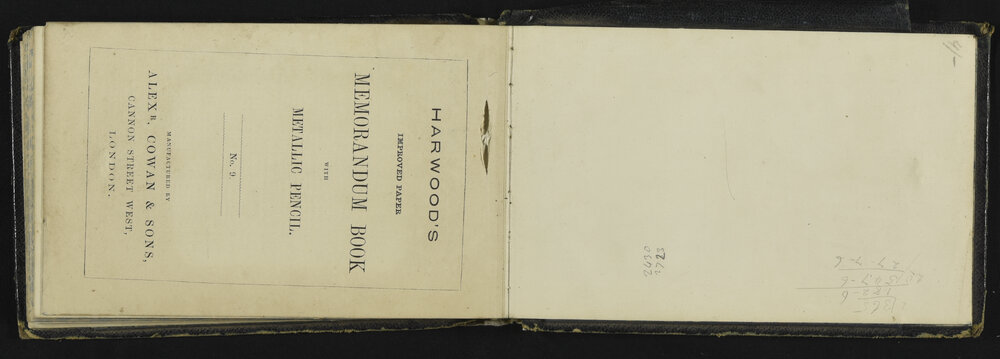 HARWOOD'S
IMPROVED PAPER
MEMORANDUM BOOK
WITH
METALLIC PENCIL.
No. 9.
MANUFACTURED BY
ALEXR. COWAN & SONS,
CANNON STREET WEST,
LONDON.
2430